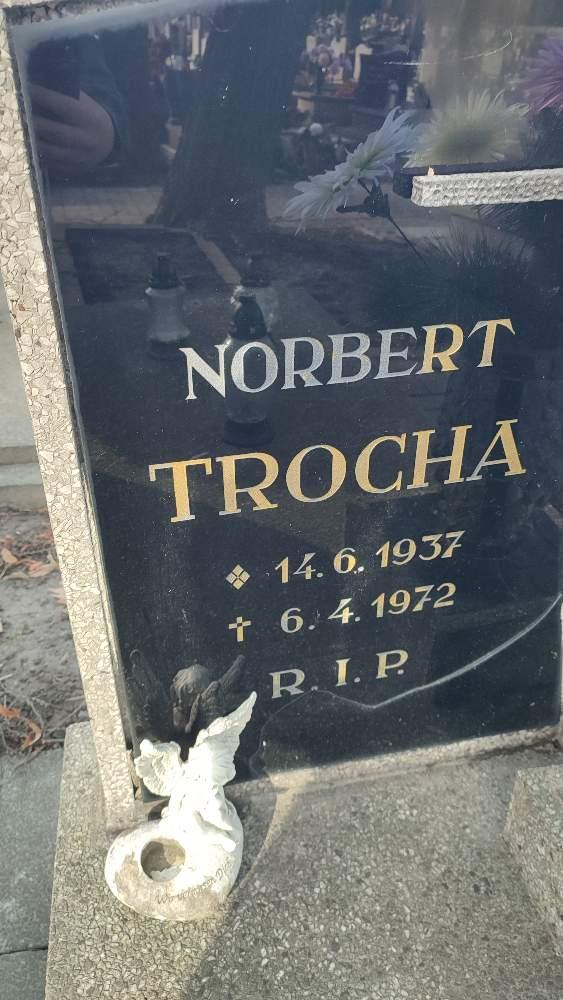 NORBERT
TROCHA
❖ 14. 6. 1937
✝ 6. 4. 1972
R. I. P.